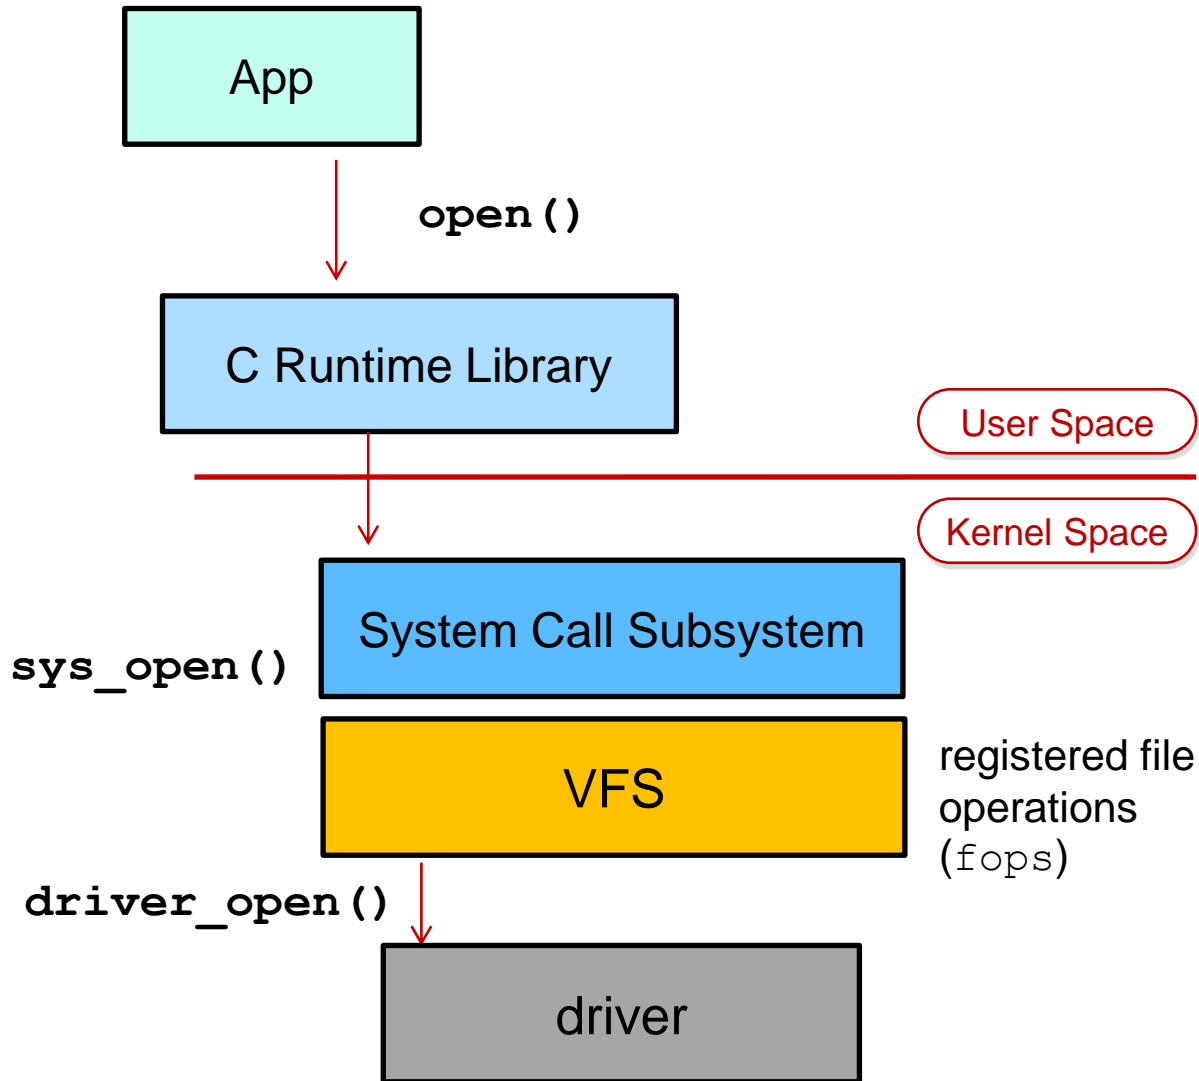 App
open()
C Runtime Library
User Space
Kernel Space
System Call Subsystem
sys_open()
VFS
registered file
operations
(fops)
driver_open()
driver